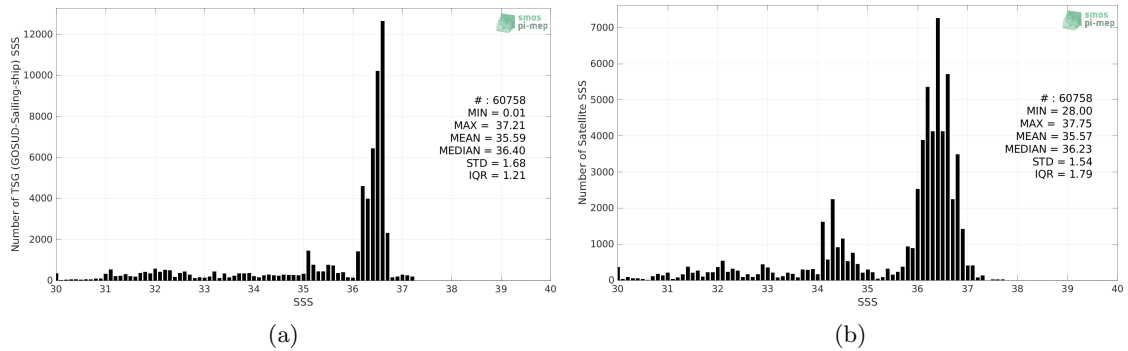 smos
pi-mep
Number of TSG (GOSUD-Sailing-ship) SSS
12000
10000
8000
6000
4000
2000
0
# : 60758
MIN = 0.01
MAX = 37.21
MEAN = 35.59
MEDIAN = 36.40
STD = 1.68
IQR = 1.21
30 31 32 33 34 35 36 37 38 39 40
SSS
(a)
smos
pi-mep
Number of Satellite SSS
7000
6000
5000
4000
3000
2000
1000
0
# : 60758
MIN = 28.00
MAX = 37.75
MEAN = 35.57
MEDIAN = 36.23
STD = 1.54
IQR = 1.79
30 31 32 33 34 35 36 37 38 39 40
SSS
(b)